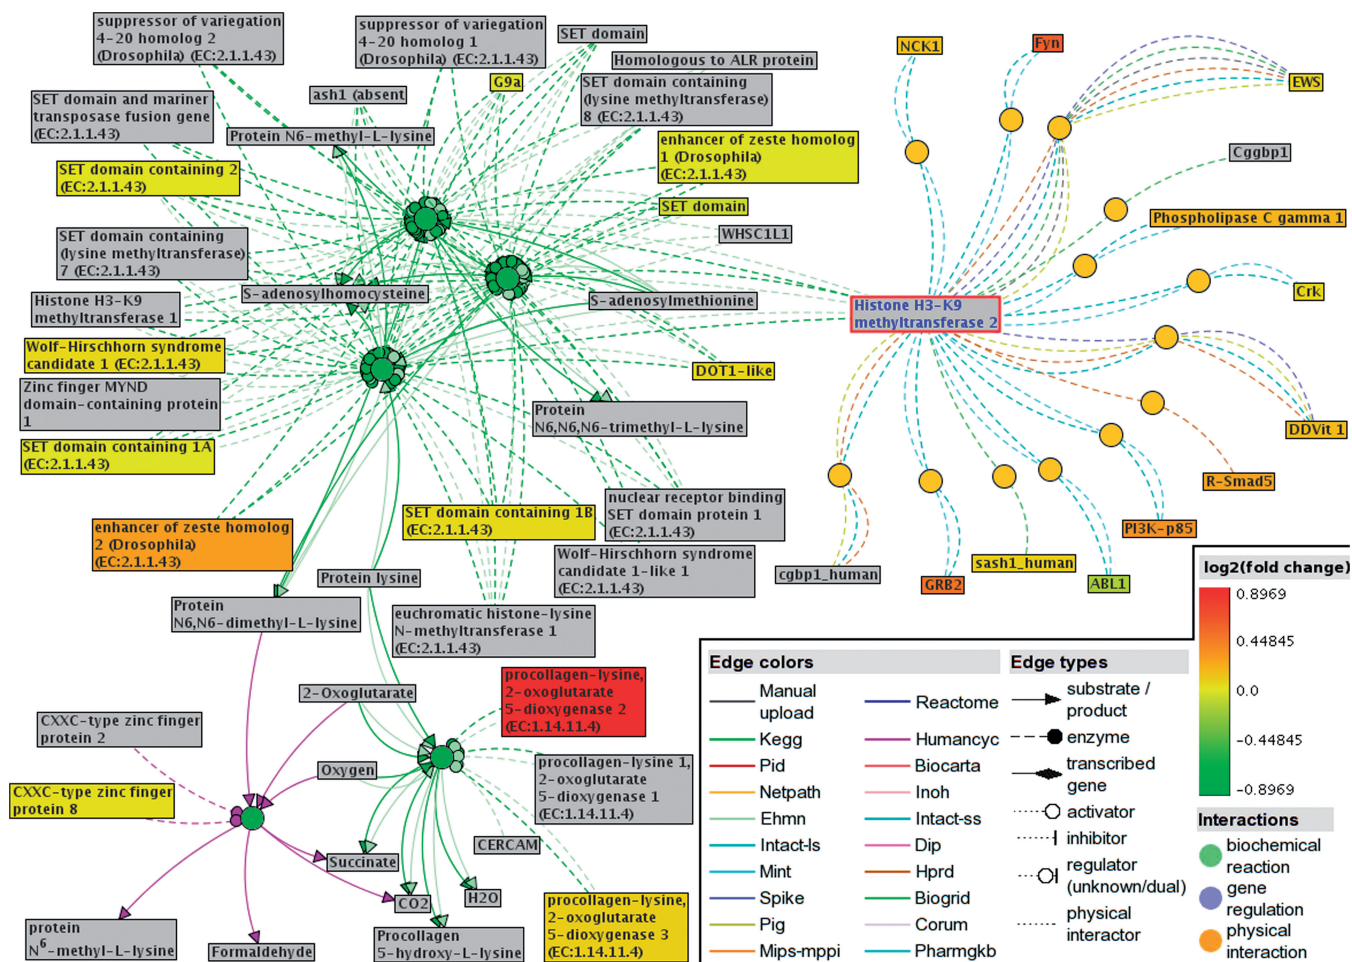 suppressor of variegation
4-20 homolog 2
(Drosophila) (EC:2.1.1.43)
suppressor of variegation
4-20 homolog 1
(Drosophila) (EC:2.1.1.43)
SET domain
Homologous to ALR protein
G9a
SET domain containing
(lysine methyltransferase)
8 (EC:2.1.1.43)
ash1 (absent
SET domain and mariner
transposase fusion gene
(EC:2.1.1.43)
Protein N6-methyl-L-lysine
enhancer of zeste homolog
1 (Drosophila)
(EC:2.1.1.43)
SET domain containing 2
(EC:2.1.1.43)
SET domain
WHSC1L1
SET domain containing
(lysine methyltransferase)
7 (EC:2.1.1.43)
S-adenosylhomocysteine
S-adenosylmethionine
Histone H3-K9
methyltransferase 1
Wolf-Hirschhorn syndrome
candidate 1 (EC:2.1.1.43)
DOT1-like
Zinc finger MYND
domain-containing protein
1
Protein
N6,N6,N6-trimethyl-L-lysine
SET domain containing 1A
(EC:2.1.1.43)
enhancer of zeste homolog
2 (Drosophila)
(EC:2.1.1.43)
SET domain containing 1B
(EC:2.1.1.43)
nuclear receptor binding
SET domain protein 1
(EC:2.1.1.43)
Wolf-Hirschhorn syndrome
candidate 1-like 1
(EC:2.1.1.43)
Protein lysine
Protein
N6,N6-dimethyl-L-lysine
euchromatic histone-lysine
N-methyltransferase 1
(EC:2.1.1.43)
NCK1
Fyn
EWS
Cggbp1
Phospholipase C gamma 1
Crk
Histone H3-K9
methyltransferase 2
DDVit 1
R-Smad5
PI3K-p85
ABL1
sash1_human
GRB2
cgbp1_human
2-Oxoglutarate
procollagen-lysine,
2-oxoglutarate
5-dioxygenase 2
(EC:1.14.11.4)
CXXC-type zinc finger
protein 2
Oxygen
procollagen-lysine 1,
2-oxoglutarate
5-dioxygenase 1
(EC:1.14.11.4)
CXXC-type zinc finger
protein 8
CERCAM
Succinate
CO2
H2O
procollagen-lysine,
2-oxoglutarate
5-dioxygenase 3
(EC:1.14.11.4)
protein
N6-methyl-L-lysine
Formaldehyde
Procollagen
5-hydroxy-L-lysine
Edge colors
Manual
upload
Kegg
Pid
Netpath
Ehmn
Intact-ls
Mint
Spike
Pig
Mips-mppi
Reactome
Humancyc
Biocarta
Inoh
Intact-ss
Dip
Hprd
Biogrid
Corum
Pharmgkb
Edge types
substrate /
product
enzyme
transcribed
gene
activator
inhibitor
regulator
(unknown/dual)
physical
interactor
log2(fold change)
0.8969
0.44845
0.0
-0.44845
-0.8969
Interactions
biochemical
reaction
gene
regulation
physical
interaction